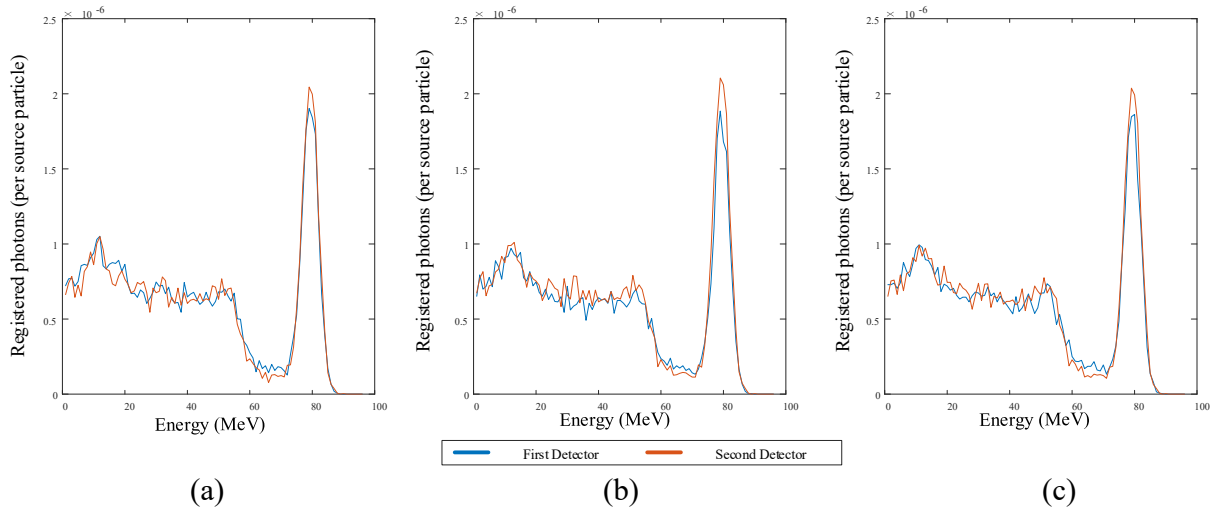 × 10 -6
2.5
2
1.5
1
0.5
0
0 20 40 60 80 100
Registered photons (per source particle)
Energy (MeV)
× 10 -6
2.5
2
1.5
1
0.5
0
0 20 40 60 80 100
Registered photons (per source particle)
Energy (MeV)
× 10 -6
2.5
2
1.5
1
0.5
0
0 20 40 60 80 100
Registered photons (per source particle)
Energy (MeV)
First Detector Second Detector
(a) (b) (c)